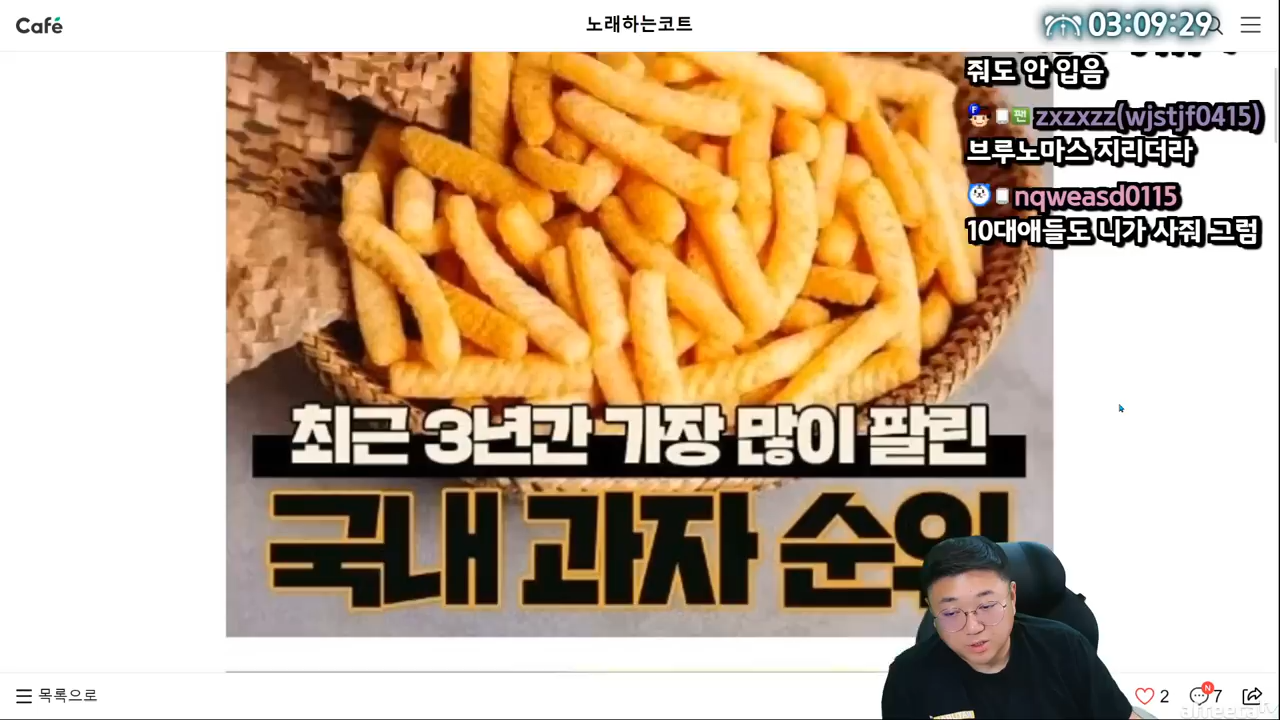 Café
노래하는코트
03:09:29
줘도 안 입음
팬 zxzxzz(wjstjf0415)
브루노마스 지리더라
nqweasd0115
10대애들도 니가 사줘 그럼
최근 3년간 가장 많이 팔린
국내 과자 순위
목록으로
2
N
7
afreecaTV